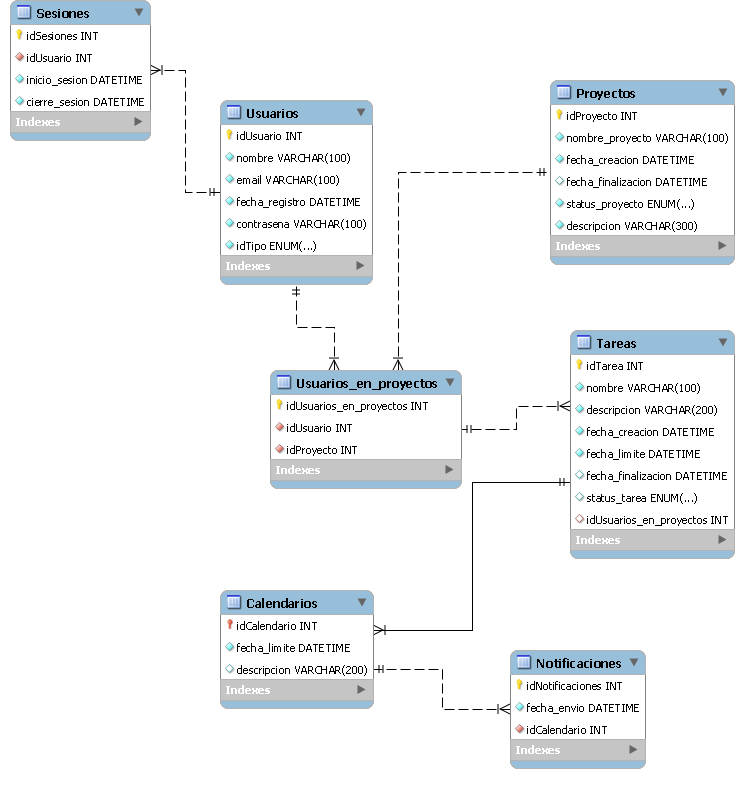 Sesiones
idSesiones INT
idUsuario INT
inicio_sesion DATETIME
cierre_sesion DATETIME
Indexes
Usuarios
idUsuario INT
nombre VARCHAR(100)
email VARCHAR(100)
fecha_registro DATETIME
contrasena VARCHAR(100)
idTipo ENUM(...)
Indexes
Proyectos
idProyecto INT
nombre_proyecto VARCHAR(100)
fecha_creacion DATETIME
fecha_finalizacion DATETIME
status_proyecto ENUM(...)
descripcion VARCHAR(300)
Indexes
Usuarios_en_proyectos
idUsuarios_en_proyectos INT
idUsuario INT
idProyecto INT
Indexes
Tareas
idTarea INT
nombre VARCHAR(100)
descripcion VARCHAR(200)
fecha_creacion DATETIME
fecha_limite DATETIME
fecha_finalizacion DATETIME
status_tarea ENUM(...)
idUsuarios_en_proyectos INT
Indexes
Calendarios
idCalendario INT
fecha_limite DATETIME
descripcion VARCHAR(200)
Indexes
Notificaciones
idNotificaciones INT
fecha_envio DATETIME
idCalendario INT
Indexes